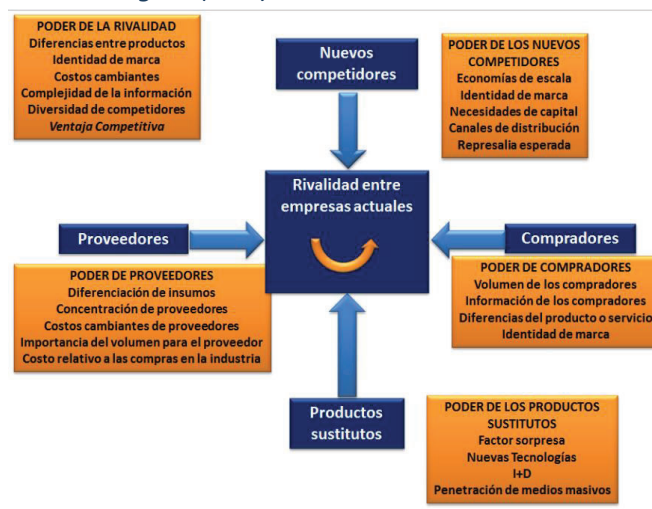 PODER DE LA RIVALIDAD
Diferencias entre productos
Identidad de marca
Costos cambiantes
Complejidad de la información
Diversidad de competidores
Ventaja Competitiva
Nuevos
competidores
PODER DE LOS NUEVOS
COMPETIDORES
Economías de escala
Identidad de marca
Necesidades de capital
Canales de distribución
Represalia esperada
Rivalidad entre
empresas actuales
Proveedores
Compradores
PODER DE PROVEEDORES
Diferenciación de insumos
Concentración de proveedores
Costos cambiantes de proveedores
Importancia del volumen para el proveedor
Costo relativo a las compras en la industria
PODER DE COMPRADORES
Volumen de los compradores
Información de los compradores
Diferencias del producto o servicio
Identidad de marca
Productos
sustitutos
PODER DE LOS PRODUCTOS
SUSTITUTOS
Factor sorpresa
Nuevas Tecnologías
I+D
Penetración de medios masivos